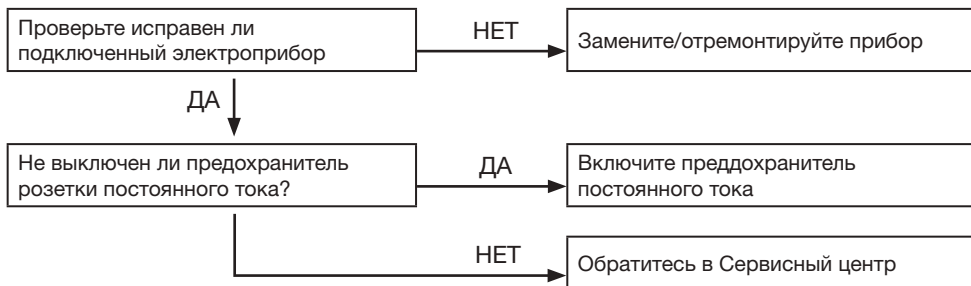 Проверьте исправен ли
подключенный электроприбор
НЕТ
Замените/отремонтируйте прибор
ДА
Не выключен ли предохранитель
розетки постоянного тока?
ДА
Включите преддохранитель
постоянного тока
НЕТ
Обратитесь в Сервисный центр